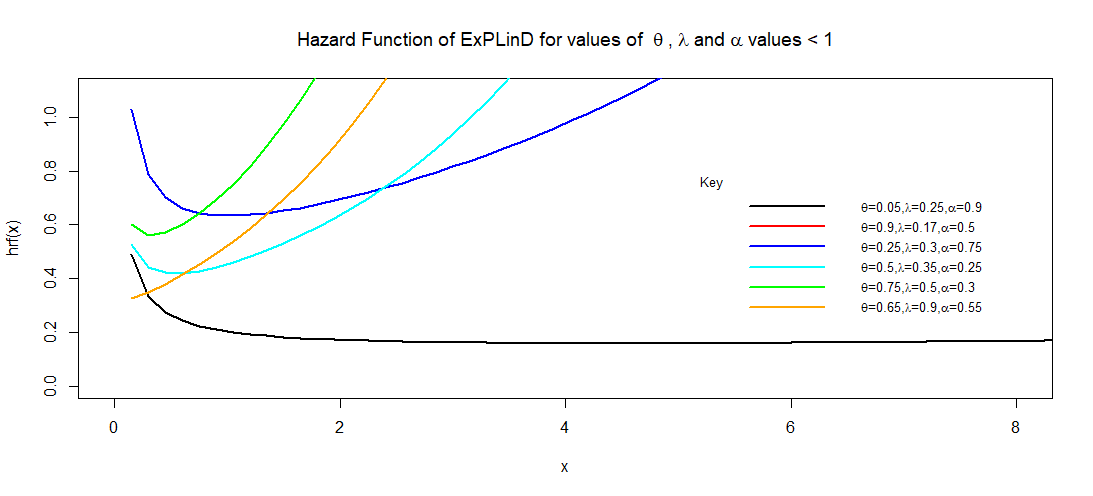 Hazard Function of ExPLinD for values of θ , λ and α values < 1
hrf(x)
1.0
0.8
0.6
0.4
0.2
0.0
Key
θ=0.05,λ=0.25,α=0.9
θ=0.9,λ=0.17,α=0.5
θ=0.25,λ=0.3,α=0.75
θ=0.5,λ=0.35,α=0.25
θ=0.75,λ=0.5,α=0.3
θ=0.65,λ=0.9,α=0.55
0 2 4 6 8
x